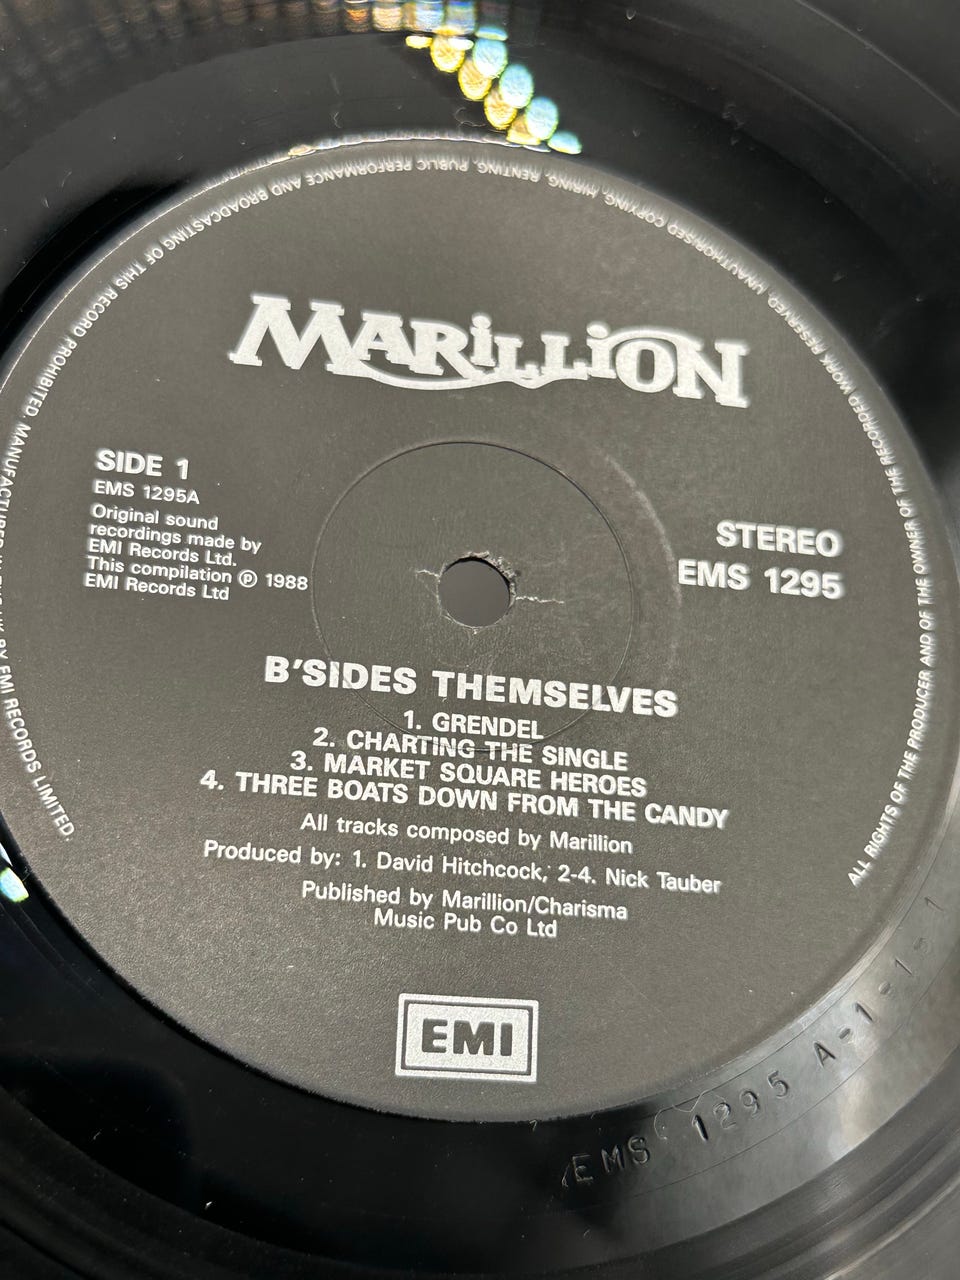 MARILLION
SIDE 1
EMS 1295A
Original sound
recordings made by
EMI Records Ltd.
This compilation ℗ 1988
EMI Records Ltd
STEREO
EMS 1295
B'SIDES THEMSELVES
1. GRENDEL
2. CHARTING THE SINGLE
3. MARKET SQUARE HEROES
4. THREE BOATS DOWN FROM THE CANDY
All tracks composed by Marillion
Produced by: 1. David Hitchcock, 2-4. Nick Tauber
Published by Marillion/Charisma
Music Pub Co Ltd
EMI
ALL RIGHTS OF THE PRODUCER AND OF THE OWNER OF THE RECORDED WORK RESERVED. UNAUTHORISED COPYING, HIRING, RENTING, PUBLIC PERFORMANCE AND BROADCASTING OF THIS RECORD PROHIBITED. MANUFACTURED IN THE UK BY EMI RECORDS LIMITED.
EMS 1295 A-1-1-